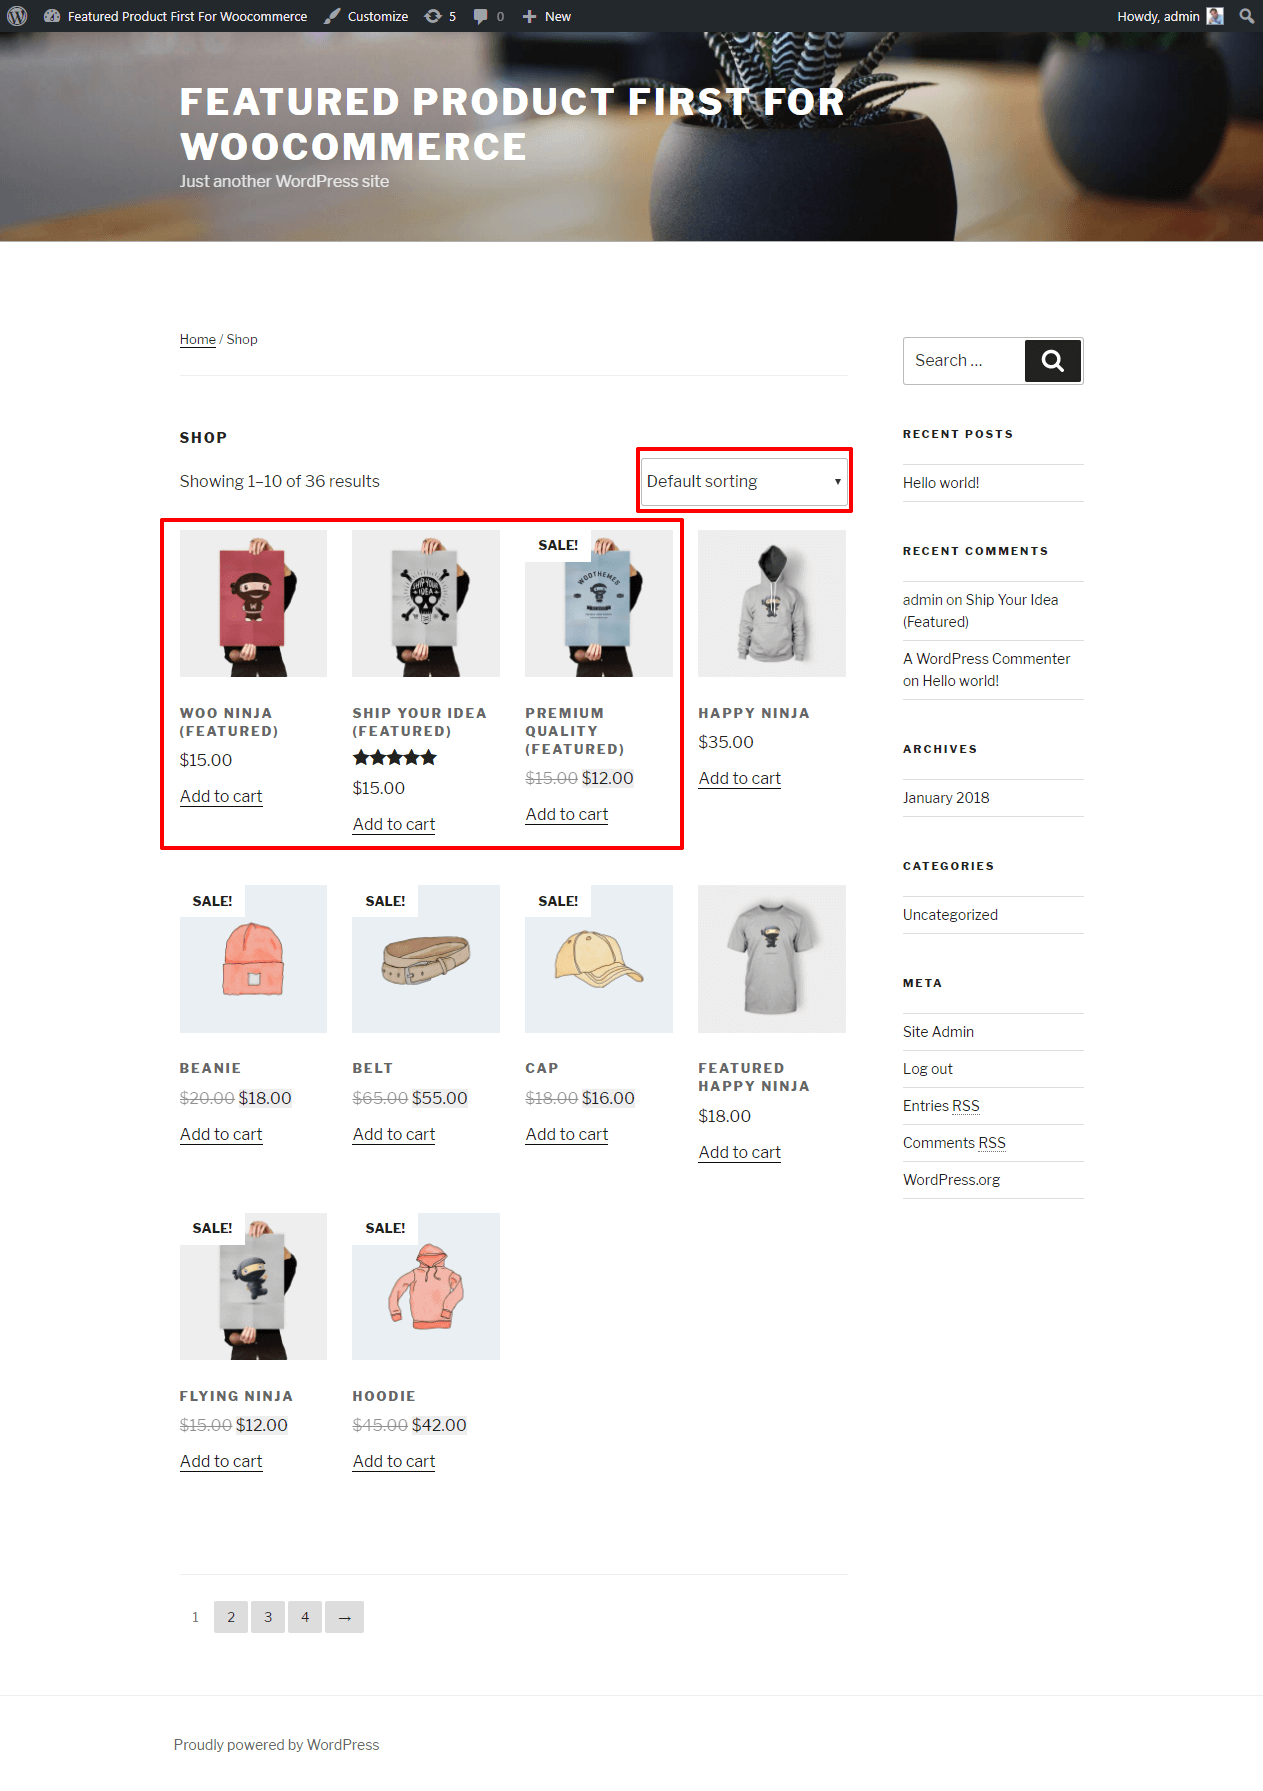 Featured Product First For Woocommerce Customize 5 0 New Howdy, admin
FEATURED PRODUCT FIRST FOR
WOOCOMMERCE
Just another WordPress site
Home / Shop
SHOP
Showing 1–10 of 36 results
Default sorting
W
SHIP YOUR
IDEA
SALE!
WOOTHEMES
WOO NINJA
(FEATURED)
$15.00
Add to cart
SHIP YOUR IDEA
(FEATURED)
$15.00
Add to cart
PREMIUM
QUALITY
(FEATURED)
$15.00 $12.00
Add to cart
HAPPY NINJA
$35.00
Add to cart
SALE!
BEANIE
$20.00 $18.00
Add to cart
SALE!
BELT
$65.00 $55.00
Add to cart
SALE!
CAP
$18.00 $16.00
Add to cart
FEATURED
HAPPY NINJA
$18.00
Add to cart
SALE!
FLYING NINJA
$15.00 $12.00
Add to cart
SALE!
HOODIE
$45.00 $42.00
Add to cart
1 2 3 4 →
Search …
RECENT POSTS
Hello world!
RECENT COMMENTS
admin on Ship Your Idea
(Featured)
A WordPress Commenter
on Hello world!
ARCHIVES
January 2018
CATEGORIES
Uncategorized
META
Site Admin
Log out
Entries RSS
Comments RSS
WordPress.org
Proudly powered by WordPress